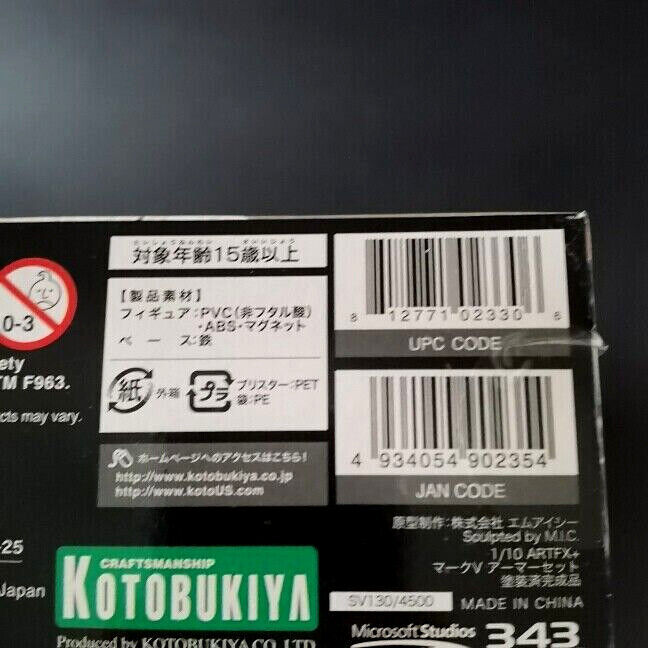 対象年齢15歳以上
0-3
ety
TM F963.
cts may vary.
【製品素材】
フィギュア:PVC(非フタル酸)
・ABS・マグネット
ベース:鉄
紙 外箱 プラ ブリスター:PET
袋:PE
ホームページへのアクセスはこちら!
http://www.kotobukiya.co.jp
http://www.kotoUS.com
8 12771 02330 6
UPC CODE
4 934054 902354
JAN CODE
原型制作:株式会社 エムアイシー
Sculpted by M.I.C.
1/10 ARTFX+
マークV アーマーセット
塗装済完成品
-25
Japan
CRAFTSMANSHIP
KOTOBUKIYA
Produced by KOTOBUKIYA CO., LTD
SV130/4500 MADE IN CHINA
Microsoft Studios 343